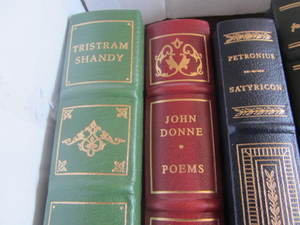 TRISTRAM
SHANDY
JOHN
DONNE
POEMS
PETRONIUS
SATYRICON